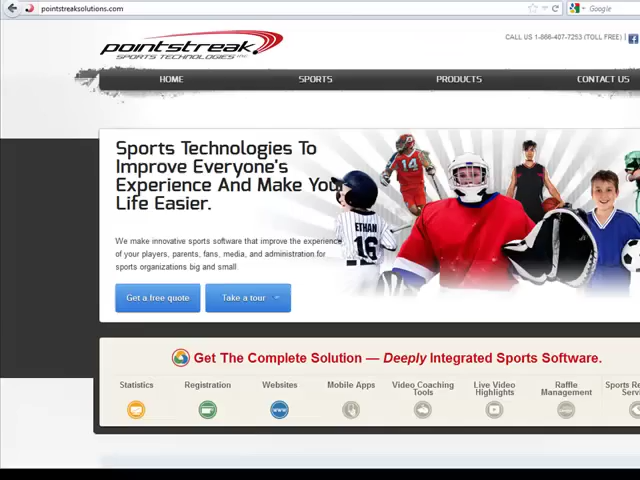 pointstreaksolutions.com
Google
pointstreak
SPORTS TECHNOLOGIES INC
CALL US 1-866-407-7253 (TOLL FREE) |
HOME SPORTS PRODUCTS CONTACT US
Sports Technologies To
Improve Everyone's
Experience And Make You
Life Easier.
14
ETHAN
16
We make innovative sports software that improve the experience
of your players, parents, fans, media, and administration for
sports organizations big and small
Get a free quote Take a tour
Get The Complete Solution — Deeply Integrated Sports Software.
Statistics Registration Websites Mobile Apps Video Coaching Tools Live Video Highlights Raffle Management Sports Re
Servi
www